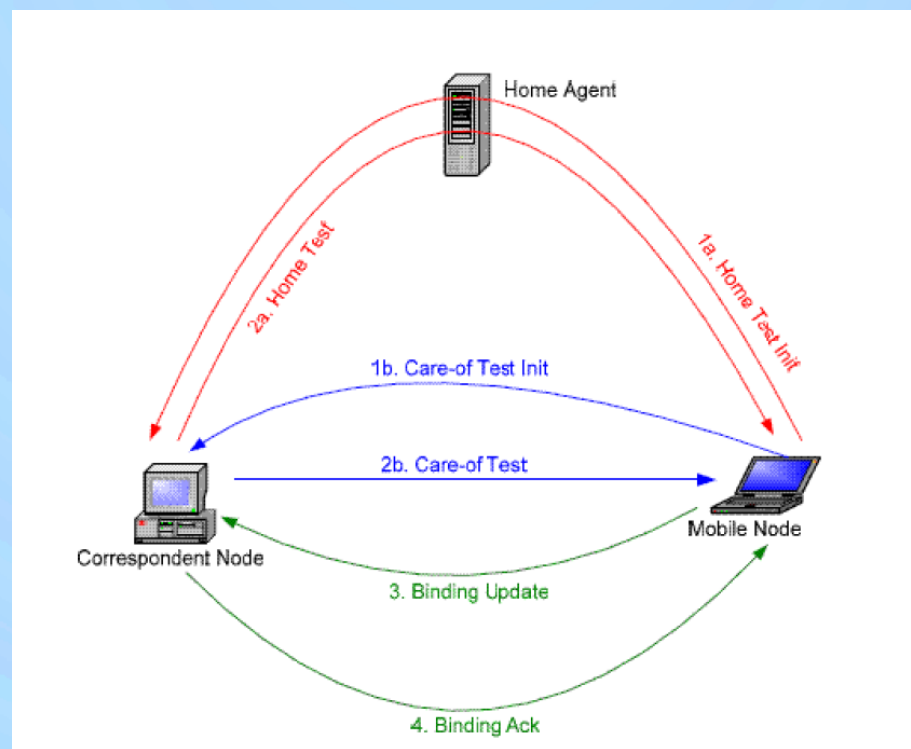 Home Agent
2a. Home Test
1a. Home Test Init
1b. Care-of Test Init
2b. Care-of Test
Mobile Node
Correspondent Node
3. Binding Update
4. Binding Ack